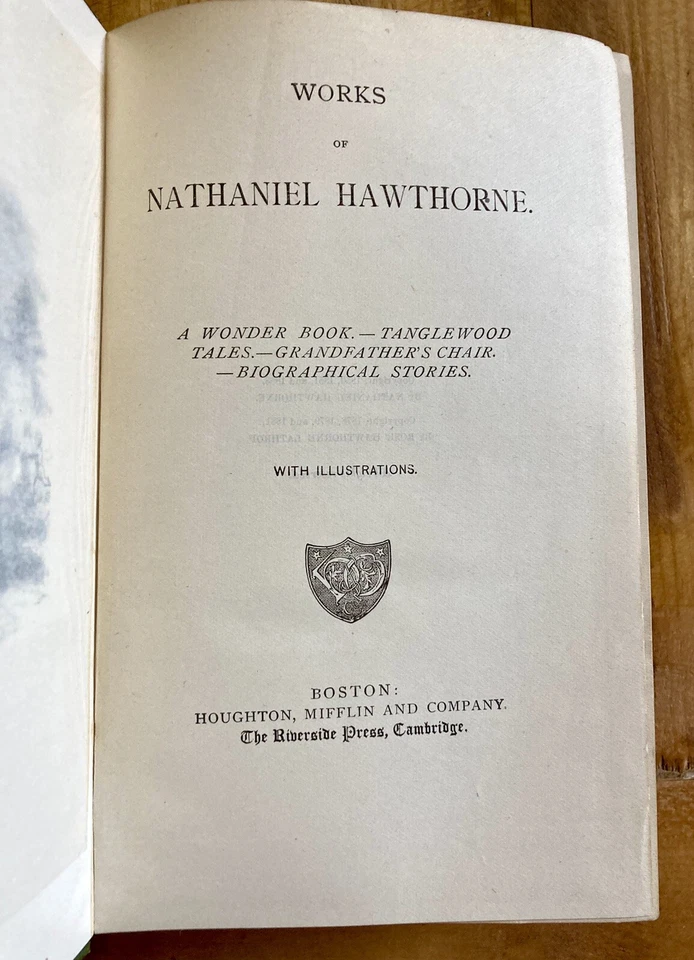 WORKS
OF
NATHANIEL HAWTHORNE.
A WONDER BOOK. — TANGLEWOOD
TALES.—GRANDFATHER'S CHAIR.
—BIOGRAPHICAL STORIES.
WITH ILLUSTRATIONS.
BOSTON:
HOUGHTON, MIFFLIN AND COMPANY.
The Riverside Press, Cambridge.